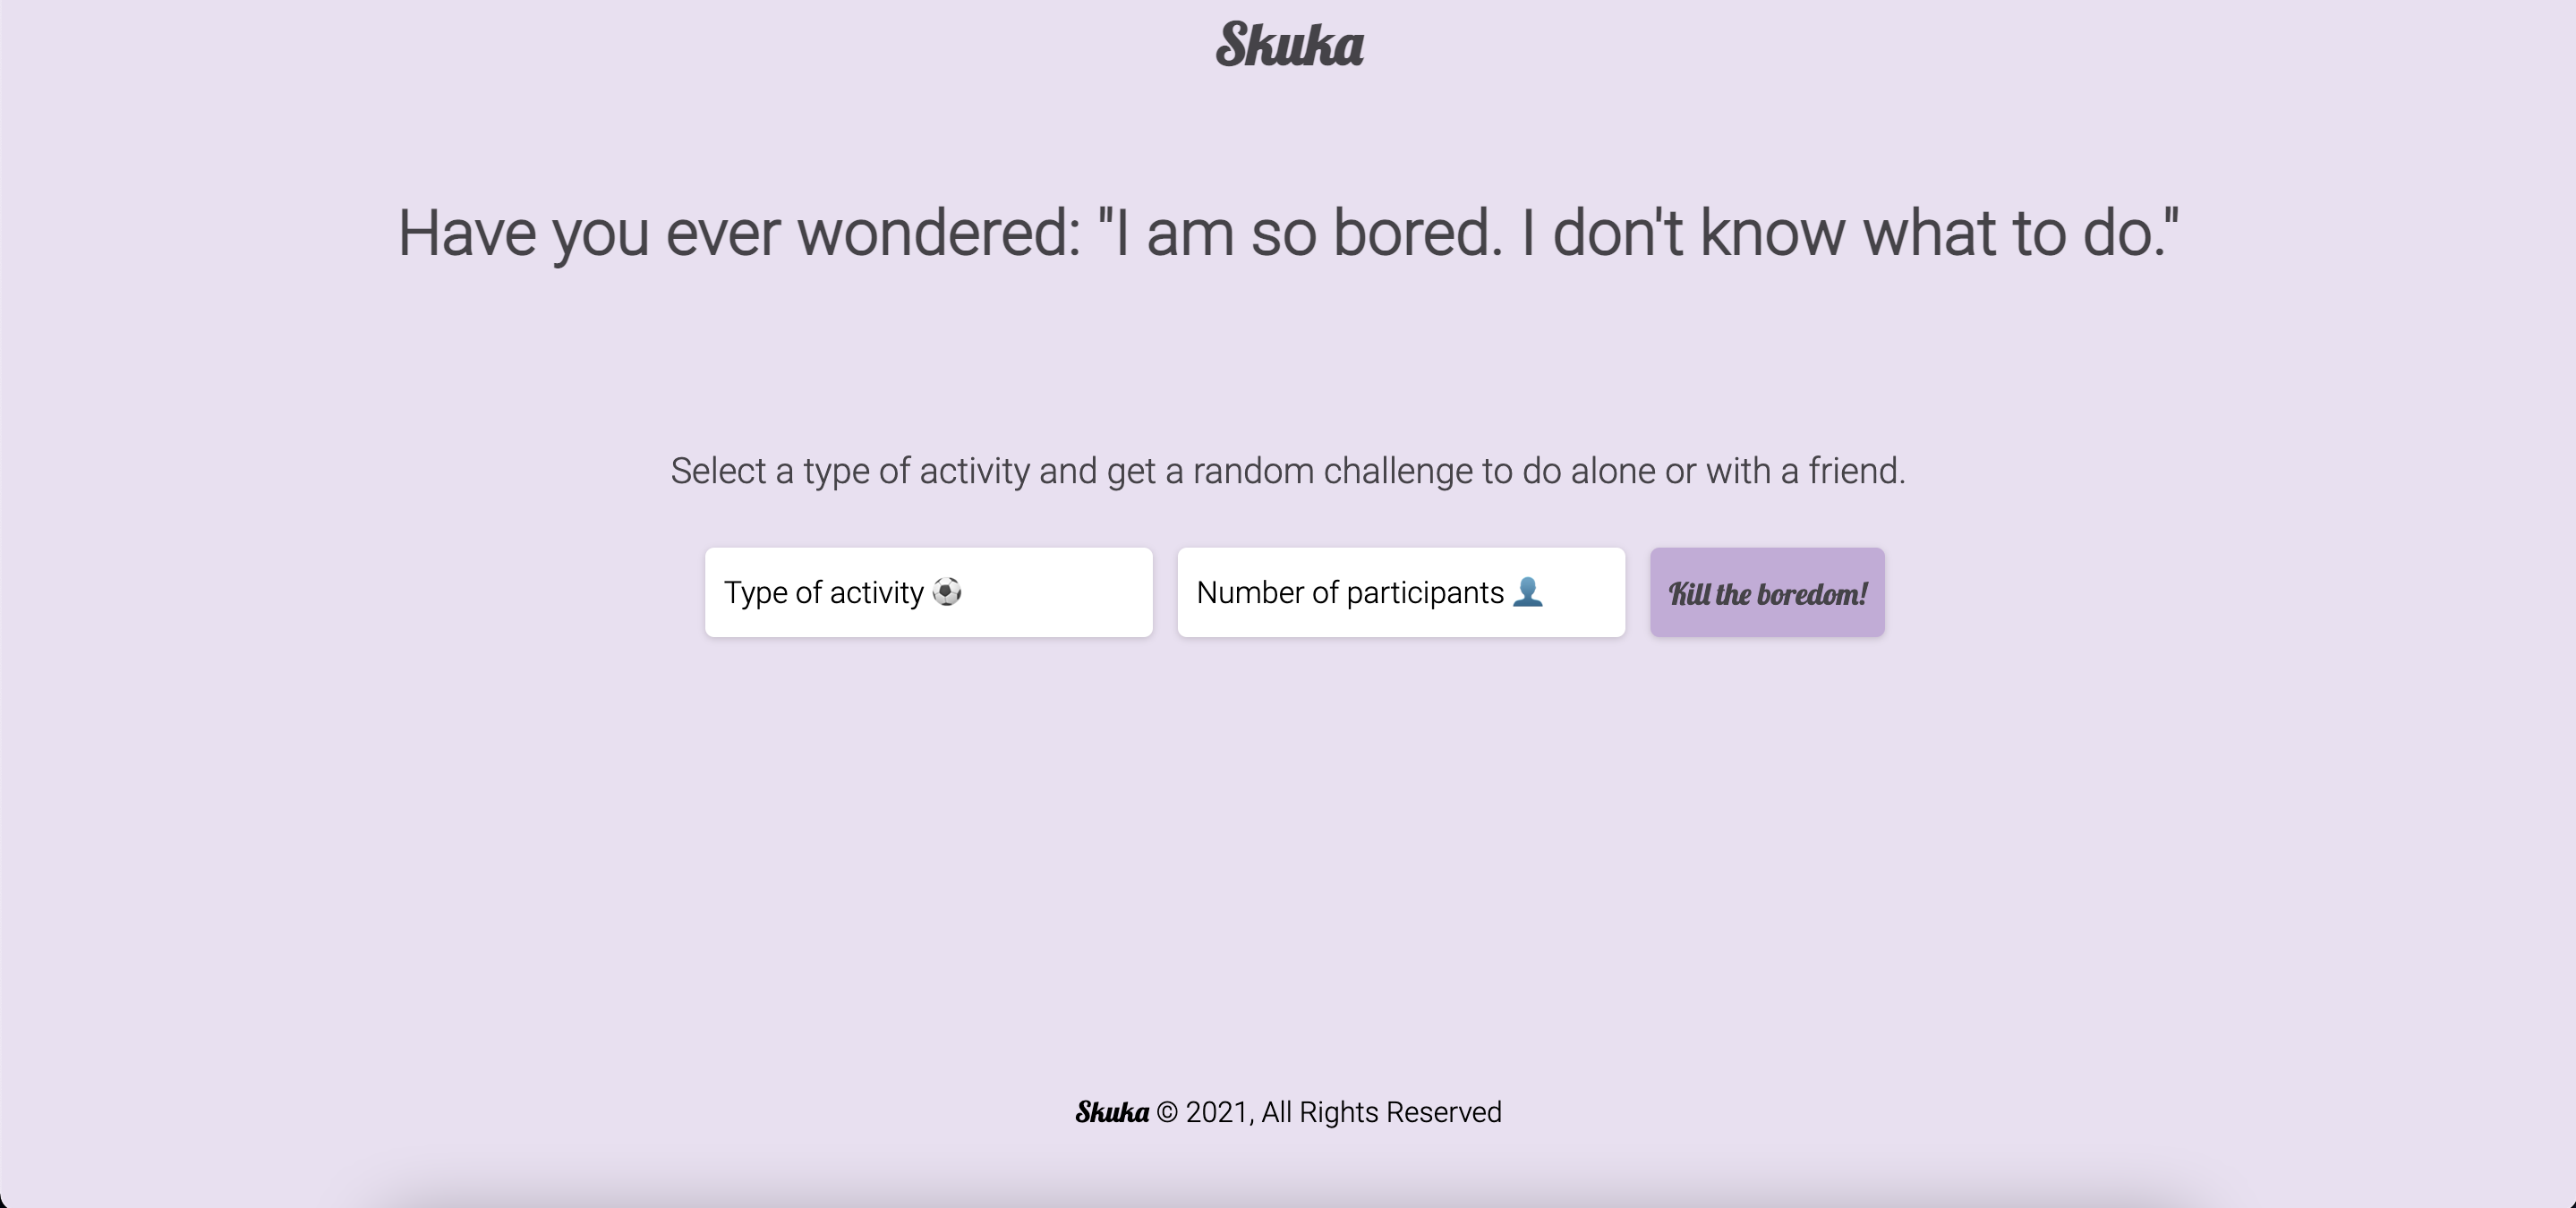 Skuka
Have you ever wondered: "I am so bored. I don't know what to do."
Select a type of activity and get a random challenge to do alone or with a friend.
Type of activity ⚽
Number of participants 👤
Kill the boredom!
Skuka © 2021, All Rights Reserved